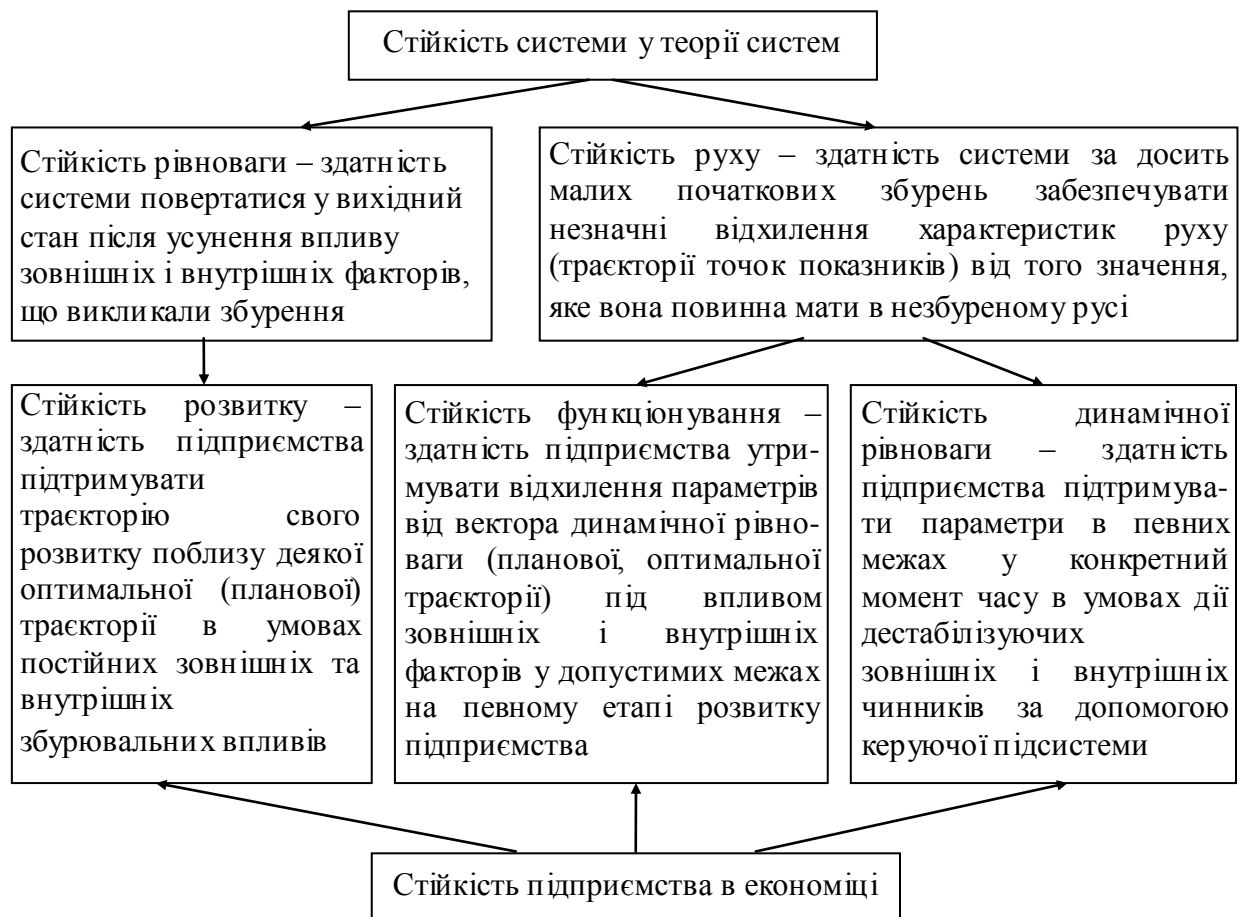 Стійкість системи у теорії систем
Стійкість рівноваги – здатність
системи повертатися у вихідний
стан після усунення впливу
зовнішніх і внутрішніх факторів,
що викликали збурення
Стійкість руху – здатність системи за досить
малих початкових збурень забезпечувати
незначні відхилення характеристик руху
(траєкторії точок показників) від того значення,
яке вона повинна мати в незбуреному русі
Стійкість розвитку –
здатність підприємства
підтримувати
траєкторію свого
розвитку поблизу деякої
оптимальної (планової)
траєкторії в умовах
постійних зовнішніх та
внутрішніх
збурювальних впливів
Стійкість функціонування –
здатність підприємства утри-
мувати відхилення параметрів
від вектора динамічної рівно-
ваги (планової, оптимальної
траєкторії) під впливом
зовнішніх і внутрішніх
факторів у допустимих межах
на певному етапі розвитку
підприємства
Стійкість динамічної
рівноваги – здатність
підприємства підтримува-
ти параметри в певних
межах у конкретний
момент часу в умовах дії
дестабілізуючих
зовнішніх і внутрішніх
чинників за допомогою
керуючої підсистеми
Стійкість підприємства в економіці